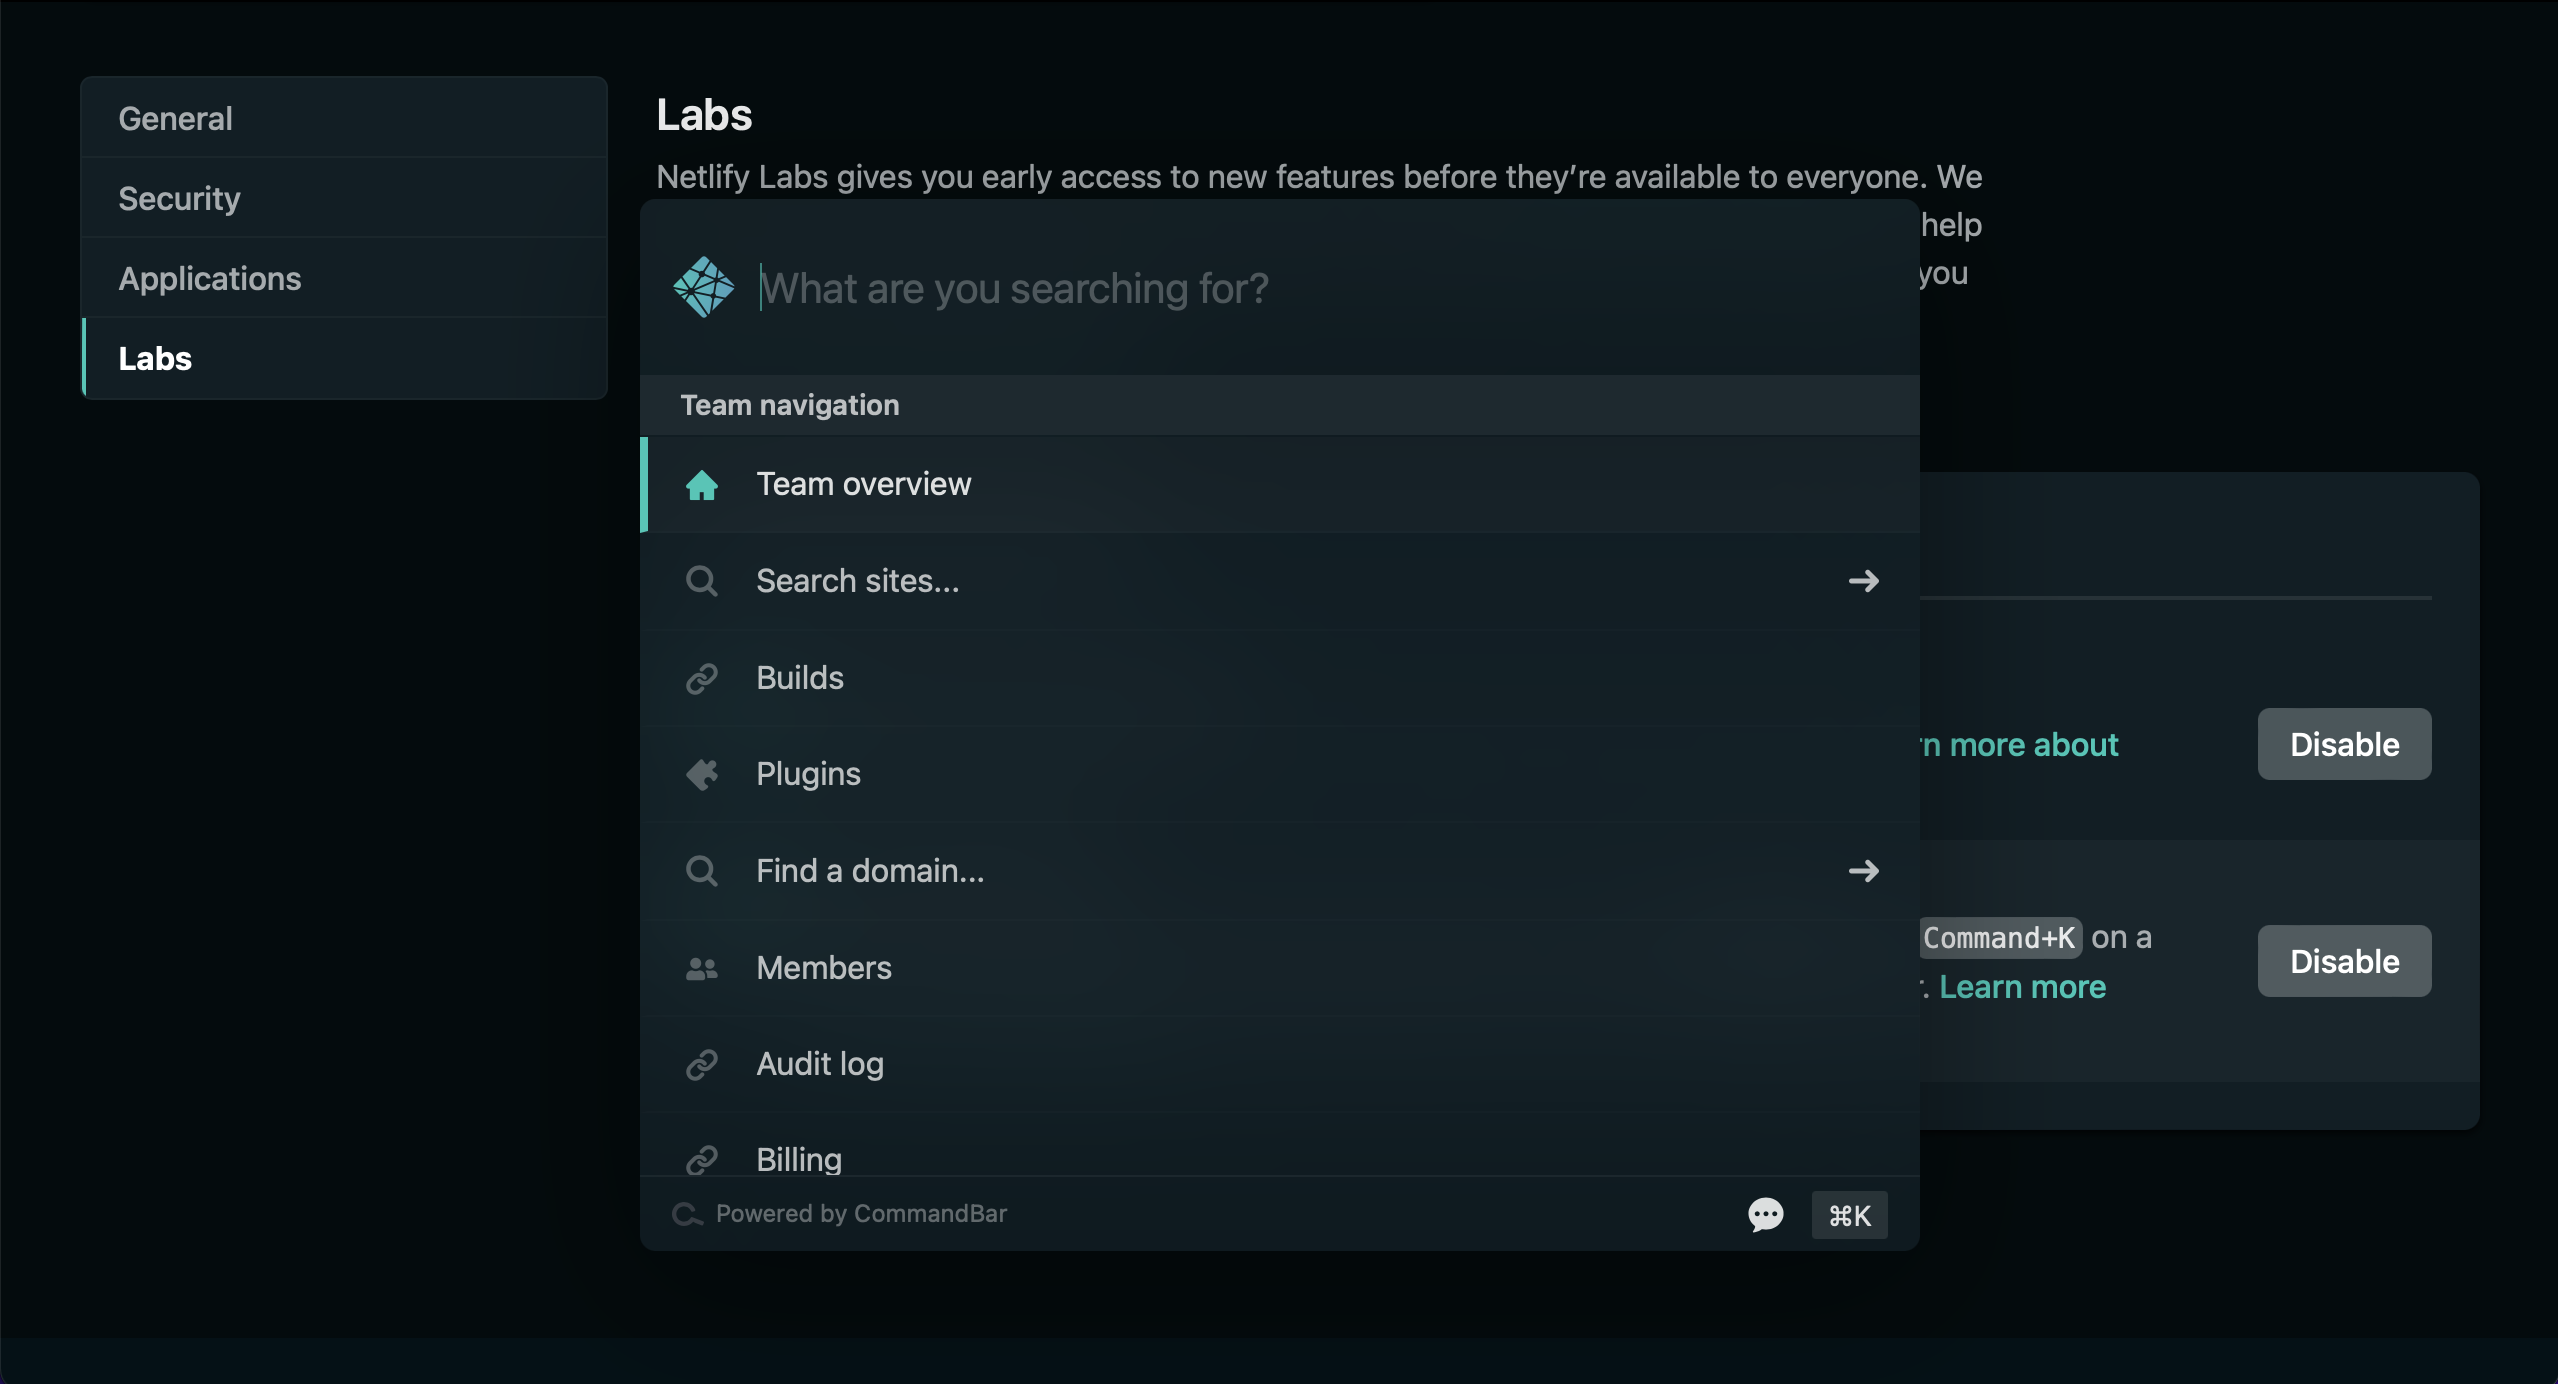 General
Security
Applications
Labs
Labs
Netlify Labs gives you early access to new features before they’re available to everyone. We
help
you
What are you searching for?
Team navigation
Team overview
Search sites...
Builds
Plugins
Find a domain...
Members
Audit log
Billing
Powered by CommandBar
⌘K
more about
Disable
Command+K on a
Learn more
Disable